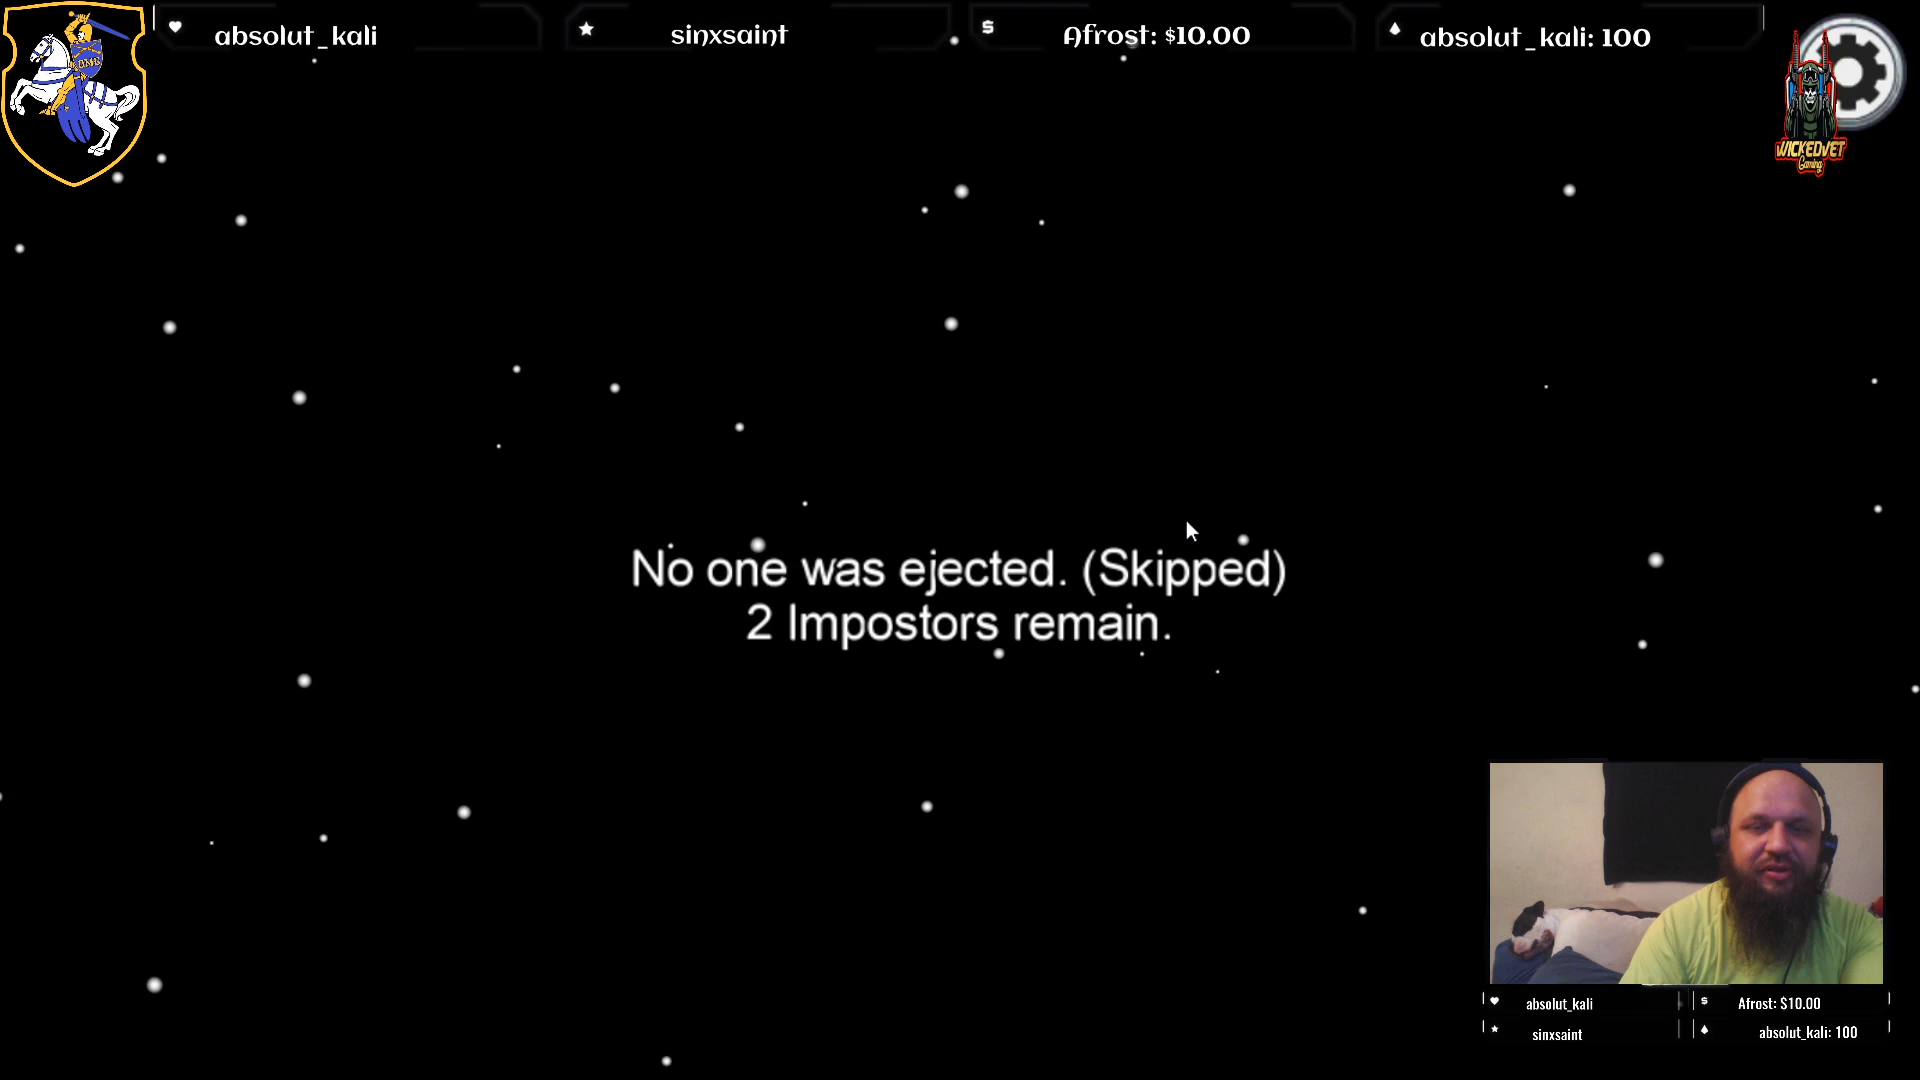 absolut_kali
sinxsaint
$
Afrost: $10.00
absolut_kali: 100
WICKEDVET
Gaming
No one was ejected. (Skipped)
2 Impostors remain.
absolut_kali
$
Afrost: $10.00
sinxsaint
absolut_kali: 100